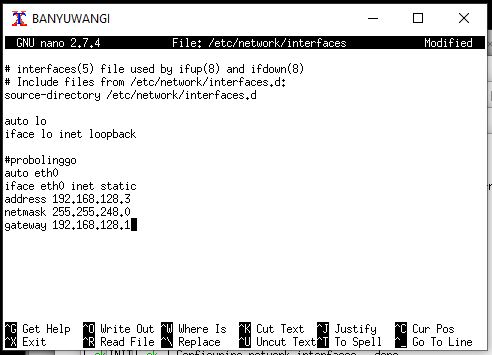 BANYUWANGI
GNU nano 2.7.4 File: /etc/network/interfaces Modified
# interfaces(5) file used by ifup(8) and ifdown(8)
# Include files from /etc/network/interfaces.d:
source-directory /etc/network/interfaces.d
auto lo
iface lo inet loopback
#probolinggo
auto eth0
iface eth0 inet static
address 192.168.128.3
netmask 255.255.248.0
gateway 192.168.128.1
^G Get Help ^O Write Out ^W Where Is ^K Cut Text ^J Justify ^C Cur Pos
^X Exit ^R Read File ^\ Replace ^U Uncut Text ^T To Spell ^_ Go To Line